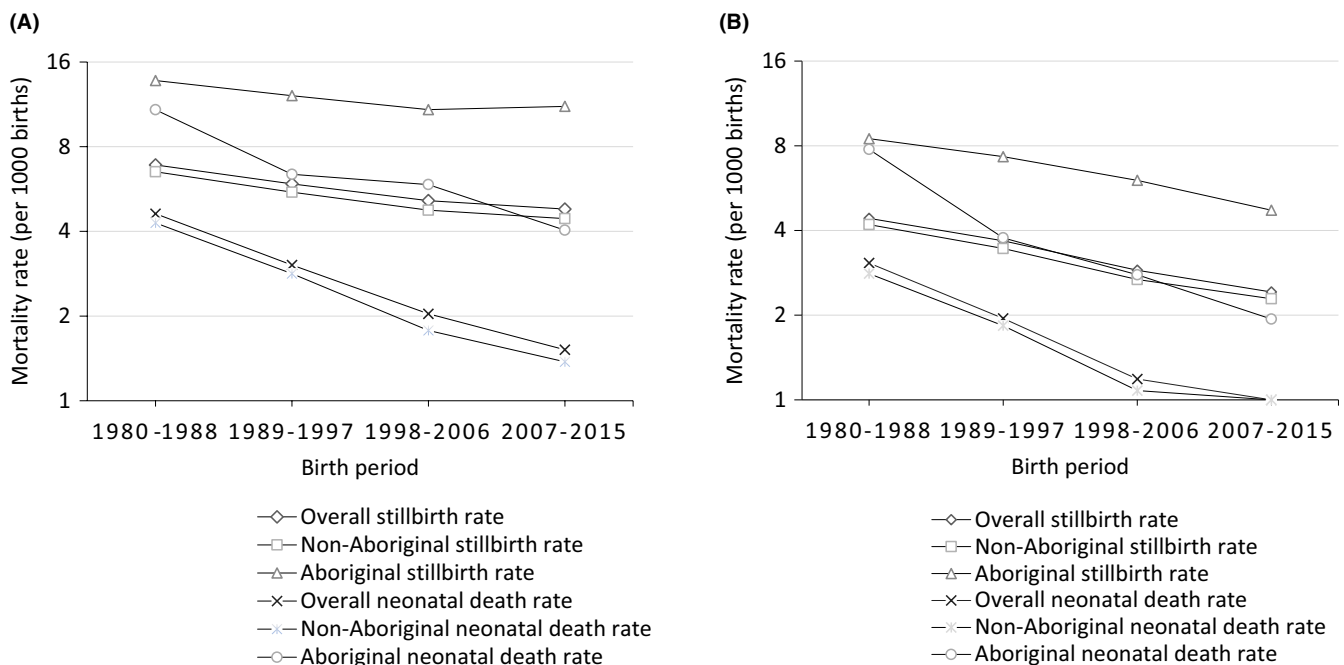 (A)
Mortality rate (per 1000 births)
16
8
4
2
1
1980-1988 1989-1997 1998-2006 2007-2015
Birth period
Overall stillbirth rate
Non-Aboriginal stillbirth rate
Aboriginal stillbirth rate
Overall neonatal death rate
Non-Aboriginal neonatal death rate
Aboriginal neonatal death rate
(B)
Mortality rate (per 1000 births)
16
8
4
2
1
1980-1988 1989-1997 1998-2006 2007-2015
Birth period
Overall stillbirth rate
Non-Aboriginal stillbirth rate
Aboriginal stillbirth rate
Overall neonatal death rate
Non-Aboriginal neonatal death rate
Aboriginal neonatal death rate